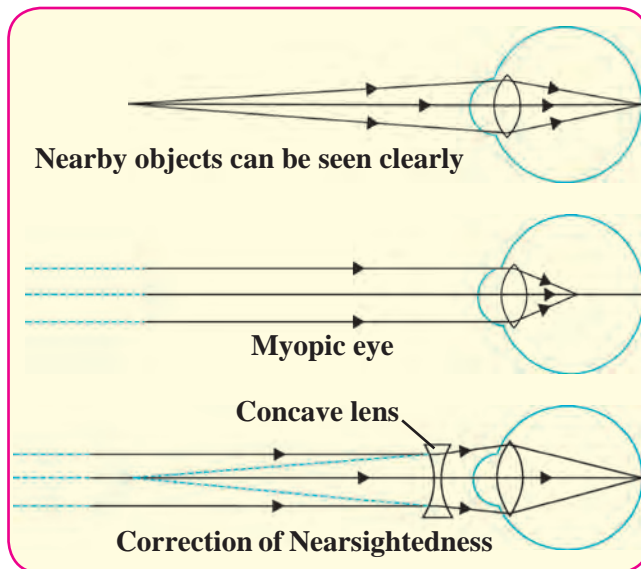 Nearby objects can be seen clearly
Myopic eye
Concave lens
Correction of Nearsightedness